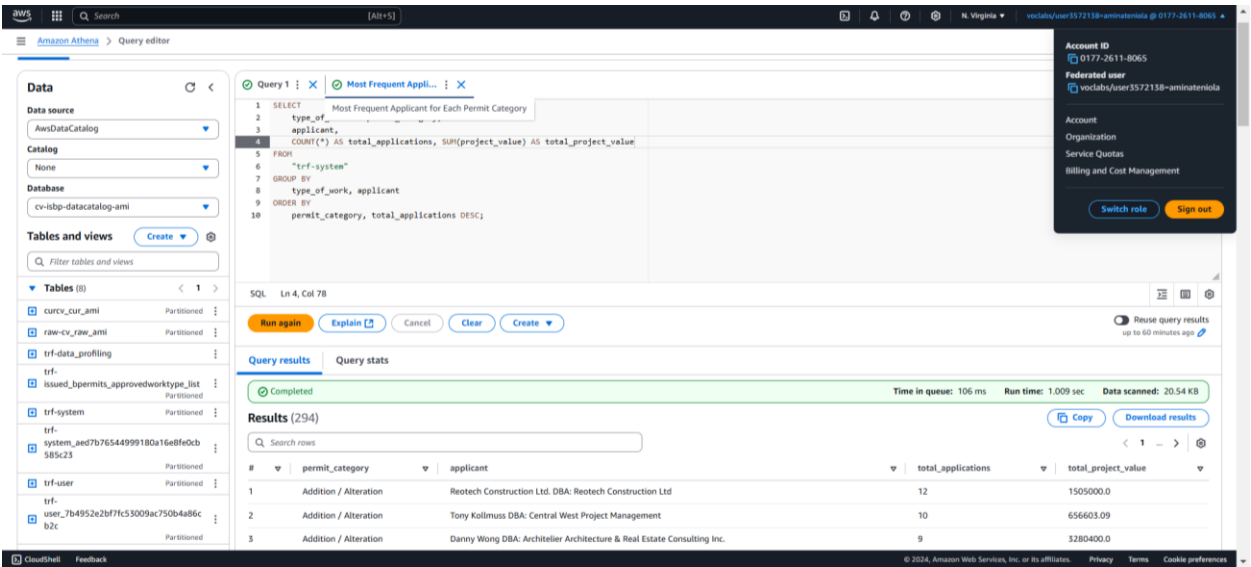 aws
Search
[Alt+S]
N. Virginia
voclabs/user3572138=aminateniola @ 0177-2611-8065
Amazon Athena > Query editor
Account ID
0177-2611-8065
Federated user
voclabs/user3572138=aminateniola
Account
Organization
Service Quotas
Billing and Cost Management
Switch role
Sign out
Data
Data source
AwsDataCatalog
Catalog
None
Database
cv-isbp-datacatalog-ami
Tables and views
Create
Filter tables and views
Tables (8)
< 1 >
curcv_cur_ami Partitioned
raw-cv_raw_ami Partitioned
trf-data_profiling
trf-
issued_bpermits_approvedworktype_list
Partitioned
trf-system Partitioned
trf-
system_aed7b76544999180a16e8fe0cb
585c23
Partitioned
trf-user Partitioned
trf-
user_7b4952e2bf7fc53009ac750b4a86c
b2c
Partitioned
Query 1
Most Frequent Appli...
Most Frequent Applicant for Each Permit Category
1 SELECT
2 type_of_
3 applicant,
4 COUNT(*) AS total_applications, SUM(project_value) AS total_project_value
5 FROM
6 "trf-system"
7 GROUP BY
8 type_of_work, applicant
9 ORDER BY
10 permit_category, total_applications DESC;
SQL Ln 4, Col 78
Run again
Explain
Cancel
Clear
Create
Reuse query results
up to 60 minutes ago
Query results
Query stats
Completed
Time in queue: 106 ms Run time: 1.009 sec Data scanned: 20.54 KB
Results (294)
Copy
Download results
Search rows
< 1 ... >
# permit_category applicant total_applications total_project_value
1 Addition / Alteration Reotech Construction Ltd. DBA: Reotech Construction Ltd 12 1505000.0
2 Addition / Alteration Tony Kollmuss DBA: Central West Project Management 10 656603.09
3 Addition / Alteration Danny Wong DBA: Architelier Architecture & Real Estate Consulting Inc. 9 3280400.0
CloudShell Feedback
© 2024, Amazon Web Services, Inc. or its affiliates. Privacy Terms Cookie preferences